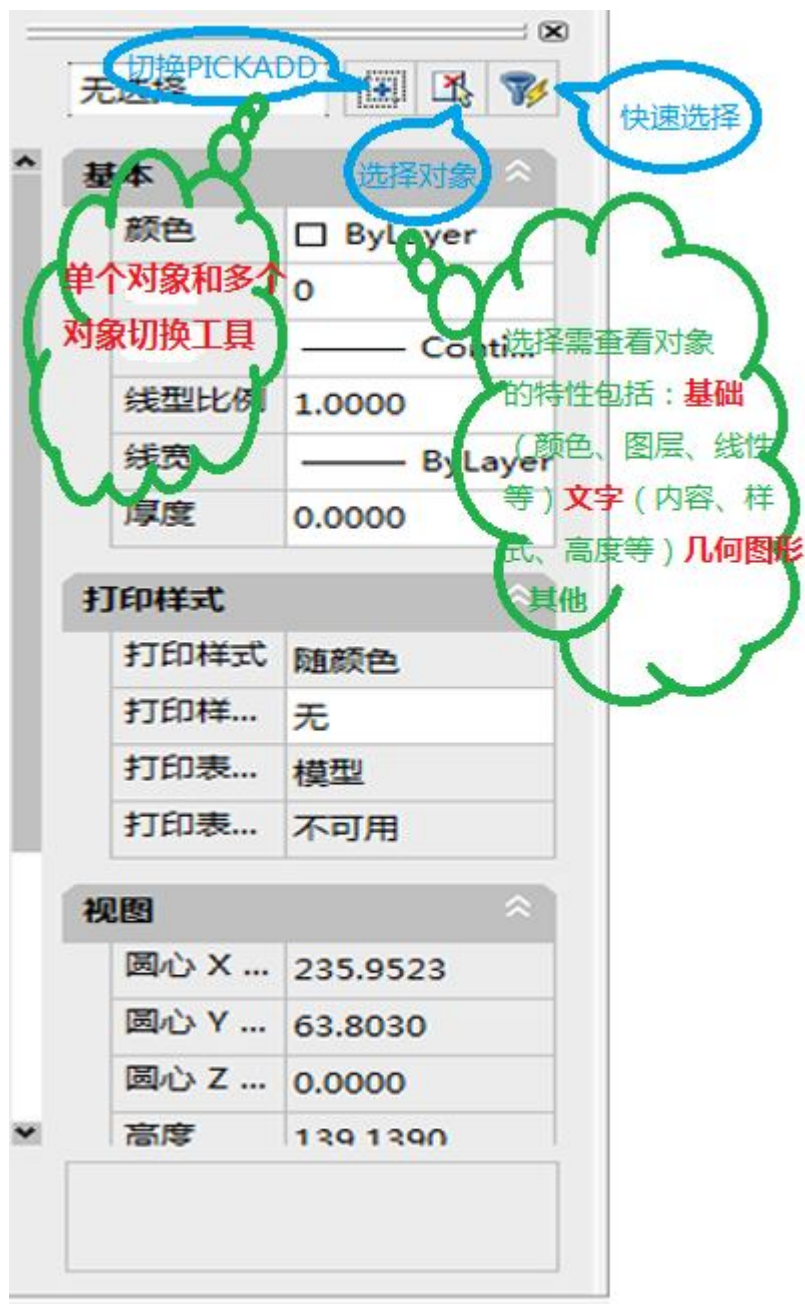 切换PICKADD
无选择
快速选择
基本
选择对象
颜色
ByLayer
单个对象和多个
0
对象切换工具
Conti...
选择需查看对象
线型比例
1.0000
的特性包括：基础
线宽
ByLayer
（颜色、图层、线性
厚度
0.0000
等）文字（内容、样
式、高度等）几何图形
打印样式
其他
打印样式
随颜色
打印样...
无
打印表...
模型
打印表...
不可用
视图
圆心 X ...
235.9523
圆心 Y ...
63.8030
圆心 Z ...
0.0000
高度
139.1390